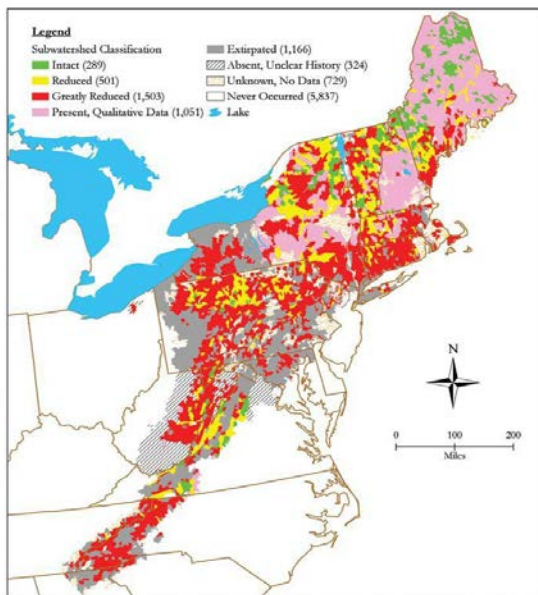 Legend
Subwatershed Classification
Intact (289)
Reduced (501)
Greatly Reduced (1,503)
Present, Qualitative Data (1,051)
Extirpated (1,166)
Absent, Unclear History (324)
Unknown, No Data (729)
Never Occurred (5,837)
Lake
N
0 100 200
Miles